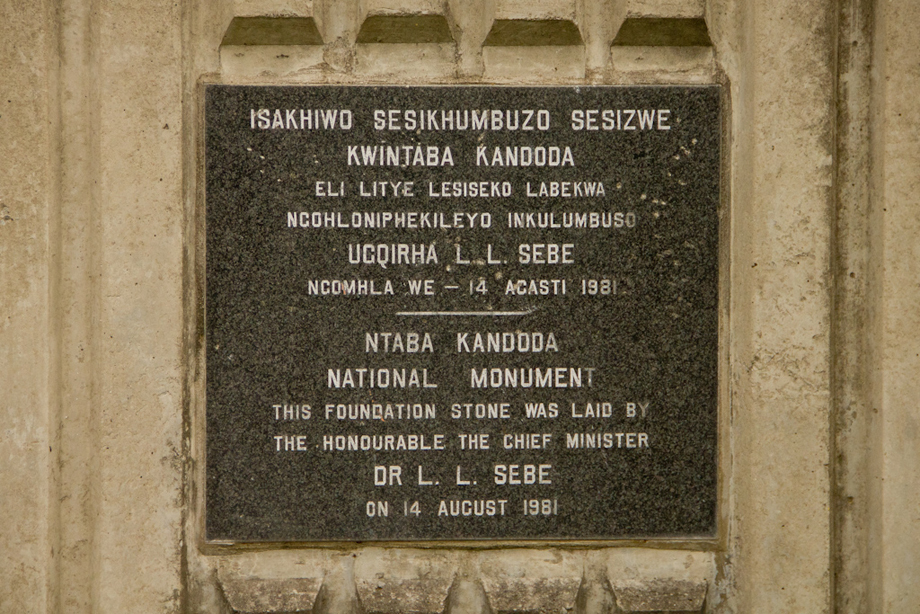 ISAKHIWO SESIKHUMBUZO SESIZWE
KWINTABA KANDODA
ELI LITYE LESISEKO LABEKWA
NGOHLONIPHEKILEYO INKULUMBUSO
UGQIRHA L. L. SEBE
NGOMHLA WE – 14 AGASTI 1981
NTABA KANDODA
NATIONAL MONUMENT
THIS FOUNDATION STONE WAS LAID BY
THE HONOURABLE THE CHIEF MINISTER
DR L. L. SEBE
ON 14 AUGUST 1981